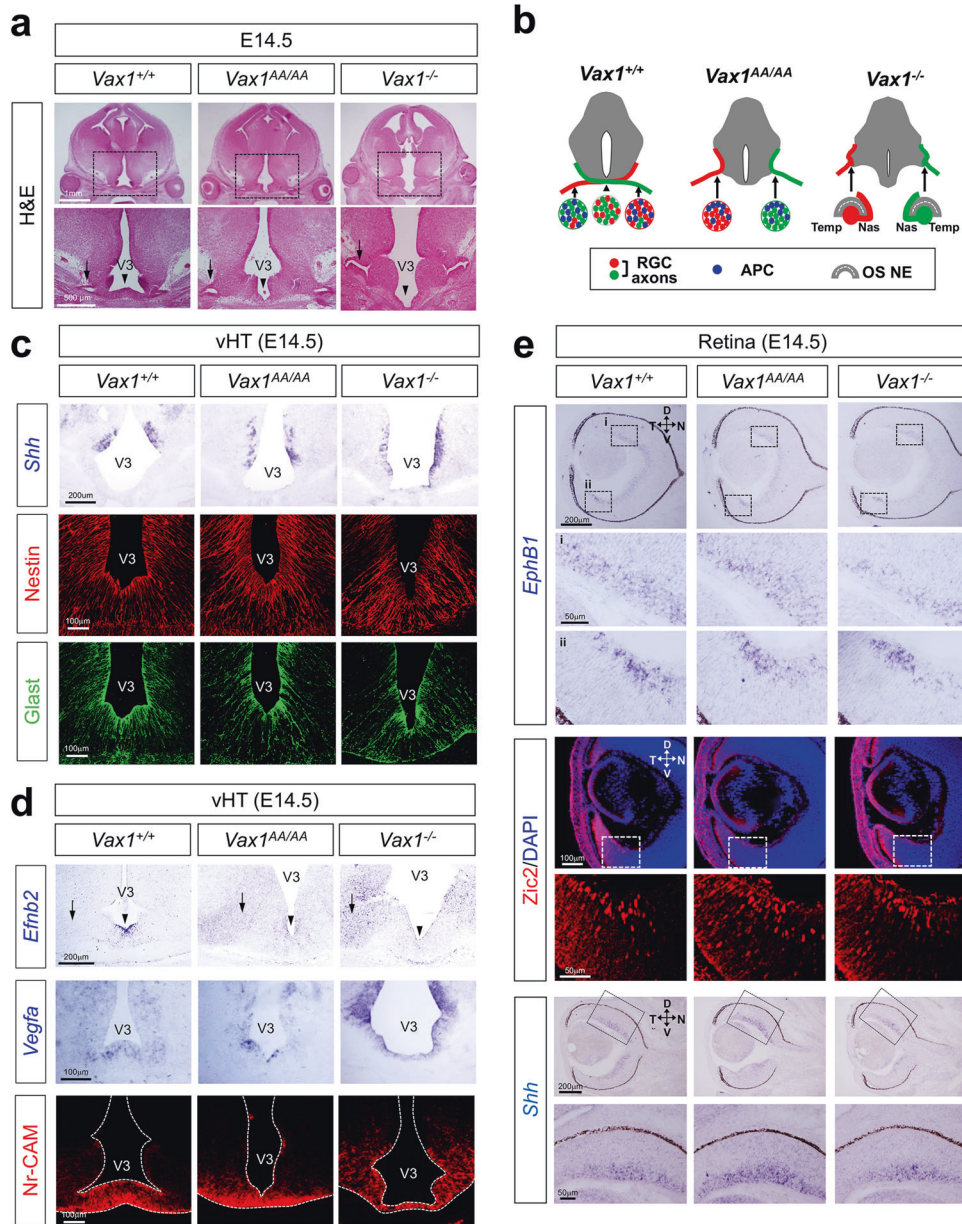 a
E14.5
Vax1+/+
Vax1AA/AA
Vax1-/-
H&E
1mm
V3
V3
V3
500 μm
b
Vax1+/+
Vax1AA/AA
Vax1-/-
Temp Nas Nas Temp
RGC axons
APC
OS NE
c
vHT (E14.5)
Vax1+/+
Vax1AA/AA
Vax1-/-
Shh
V3
V3
V3
200um
Nestin
V3
V3
V3
100μm
Glast
V3
V3
V3
100μm
d
vHT (E14.5)
Vax1+/+
Vax1AA/AA
Vax1-/-
Efnb2
V3
V3
V3
200μm
Vegfa
V3
V3
V3
100μm
Nr-CAM
V3
V3
V3
100μm
e
Retina (E14.5)
Vax1+/+
Vax1AA/AA
Vax1-/-
EphB1
i
D
T N
V
ii
200μm
i
50μm
ii
Zic2/DAPI
D
T N
V
100μm
50μm
Shh
D
T N
V
200μm
50μm